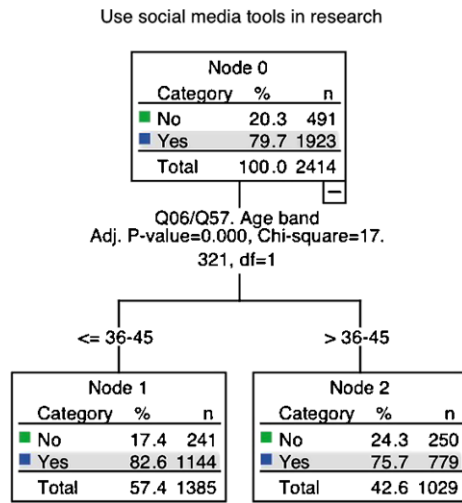 Use social media tools in research
Node 0
Category % n
No 20.3 491
Yes 79.7 1923
Total 100.0 2414
Q06/Q57. Age band
Adj. P-value=0.000, Chi-square=17.
321, df=1
<= 36-45
> 36-45
Node 1
Category % n
No 17.4 241
Yes 82.6 1144
Total 57.4 1385
Node 2
Category % n
No 24.3 250
Yes 75.7 779
Total 42.6 1029